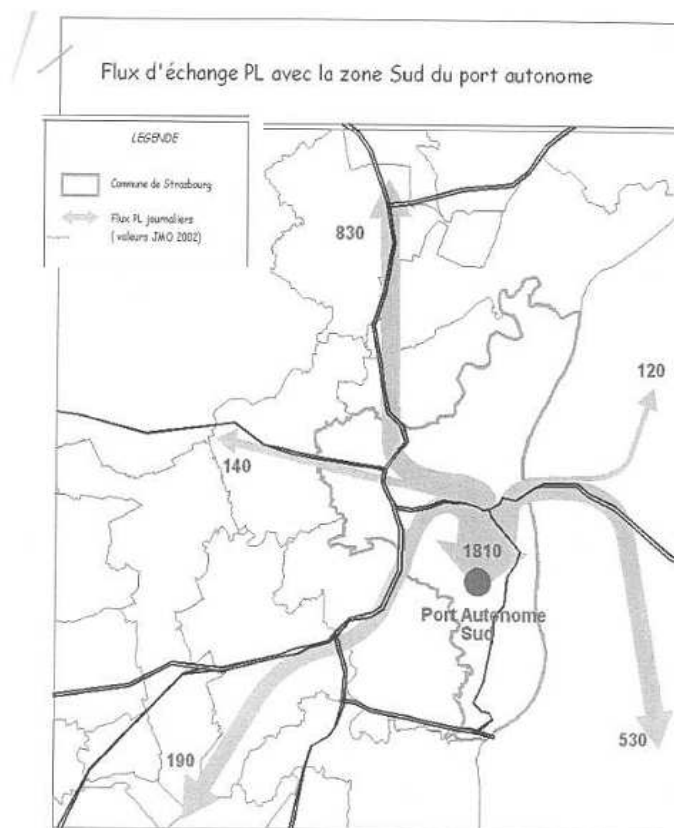 Flux d'échange PL avec la zone Sud du port autonome
LEGENDE
Commune de Strasbourg
Flux PL journaliers
( valeurs JMO 2002)
830
120
140
1810
Port Autonome
Sud
190
530